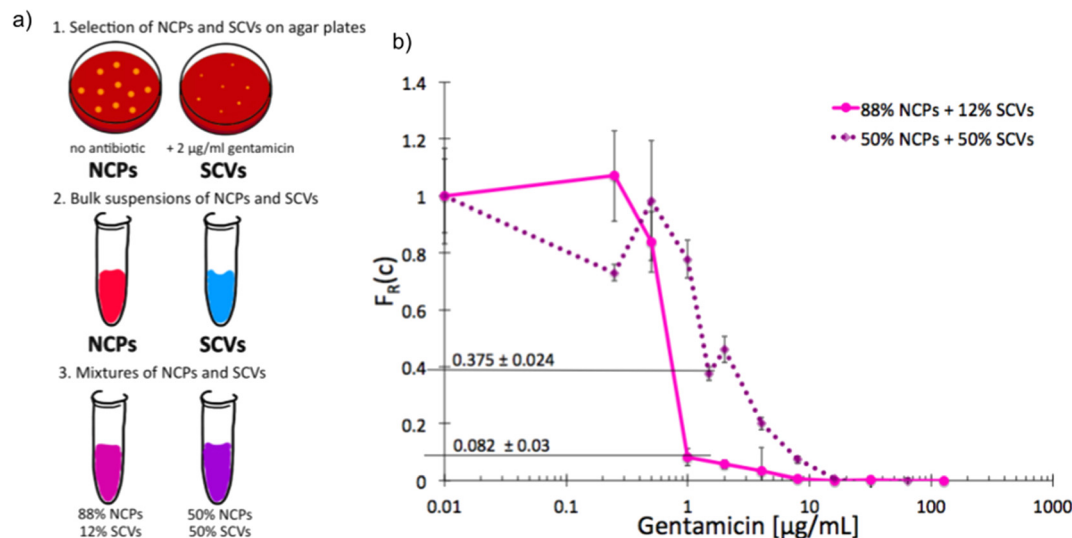 a)
1. Selection of NCPs and SCVs on agar plates
no antibiotic
+ 2 µg/ml gentamicin
NCPs
SCVs
2. Bulk suspensions of NCPs and SCVs
NCPs
SCVs
3. Mixtures of NCPs and SCVs
88% NCPs
12% SCVs
50% NCPs
50% SCVs
b)
1.4
1.2
1
0.8
0.6
0.4
0.2
0
F_R(c)
0.375 ± 0.024
0.082 ± 0.03
88% NCPs + 12% SCVs
50% NCPs + 50% SCVs
0.01
0.1
1
10
100
1000
Gentamicin [µg/mL]